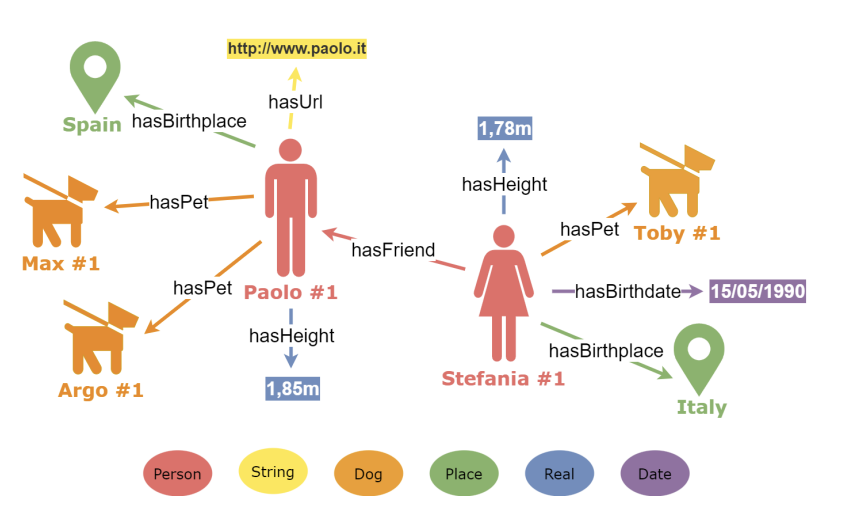 http://www.paolo.it
hasUrl
Spain
hasBirthplace
1,78m
hasHeight
hasPet
Max #1
hasPet
Toby #1
hasFriend
hasPet
Paolo #1
hasBirthdate
15/05/1990
hasHeight
hasBirthplace
Argo #1
1,85m
Stefania #1
Italy
Person
String
Dog
Place
Real
Date